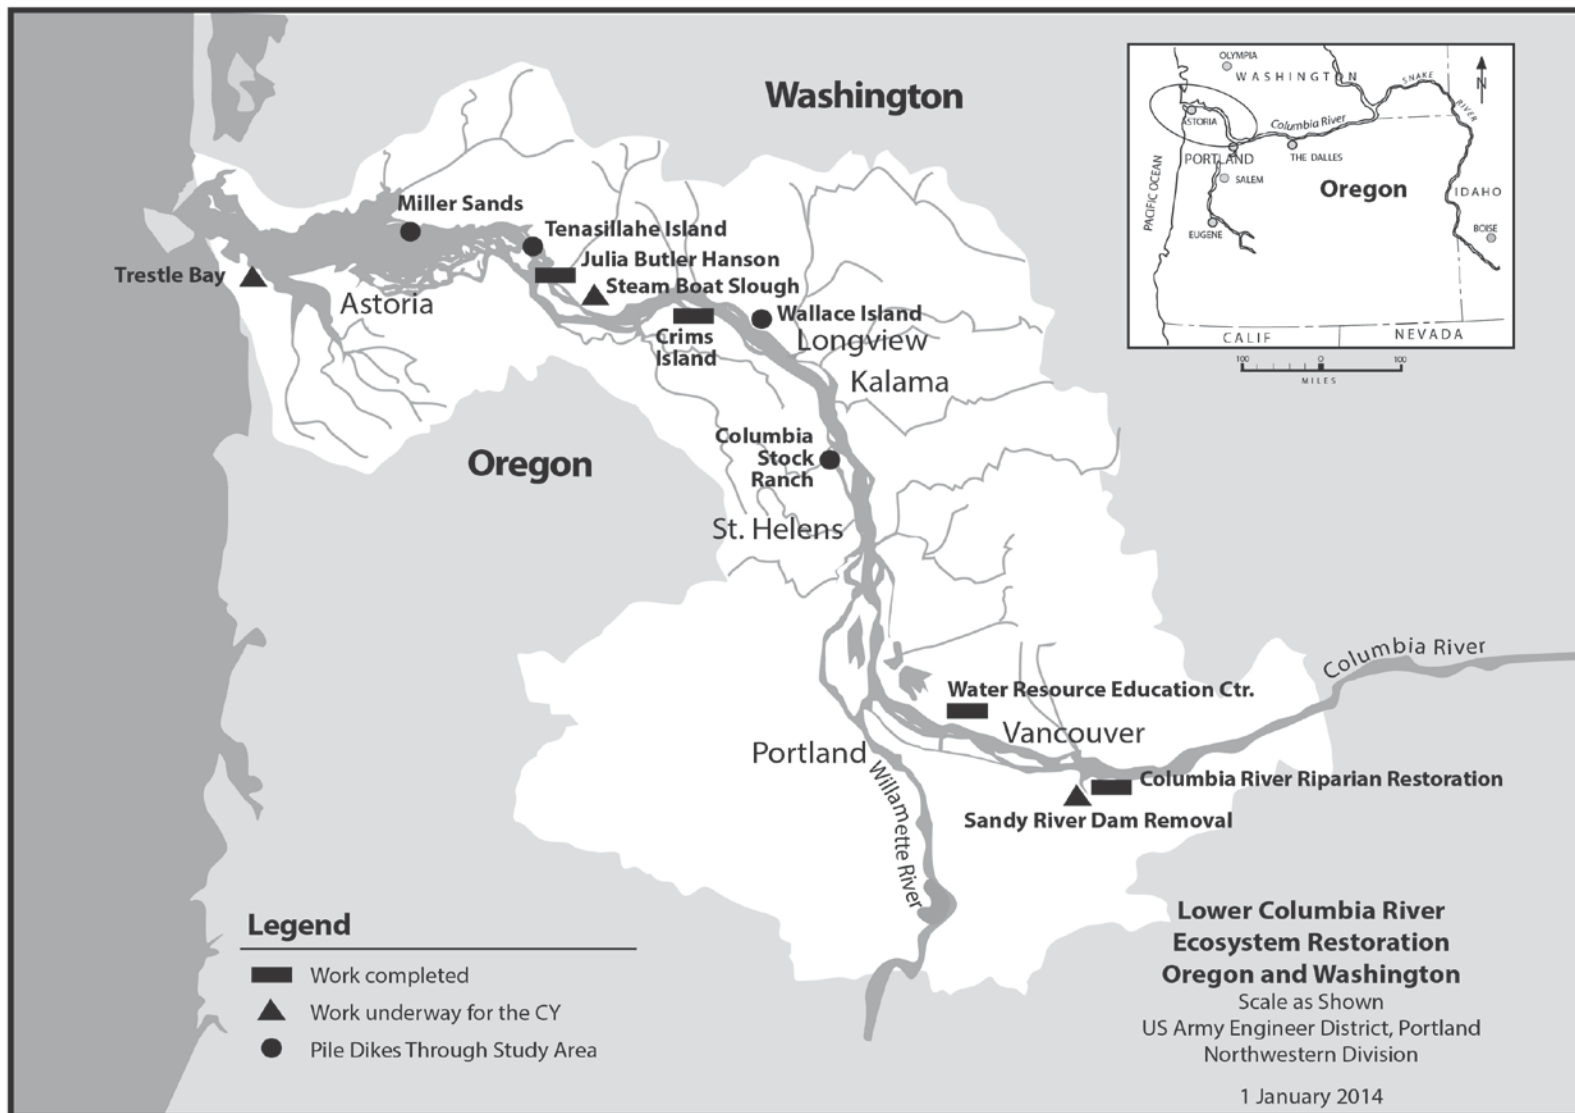 Washington
OLYMPIA
WASHINGTON
SNAKE
RIVER
N
ASTORIA
Columbia River
PORTLAND
THE DALLES
PACIFIC OCEAN
SALEM
Oregon
IDAHO
EUGENE
BOISE
CALIF
NEVADA
100 0 100
MILES
Miller Sands
Tenasillahe Island
Julia Butler Hanson
Trestle Bay
Steam Boat Slough
Astoria
Wallace Island
Crims
Island
Longview
Kalama
Columbia
Stock
Ranch
Oregon
St. Helens
Columbia River
Water Resource Education Ctr.
Vancouver
Portland
Willamette River
Columbia River Riparian Restoration
Sandy River Dam Removal
Legend
Work completed
Work underway for the CY
Pile Dikes Through Study Area
Lower Columbia River
Ecosystem Restoration
Oregon and Washington
Scale as Shown
US Army Engineer District, Portland
Northwestern Division
1 January 2014